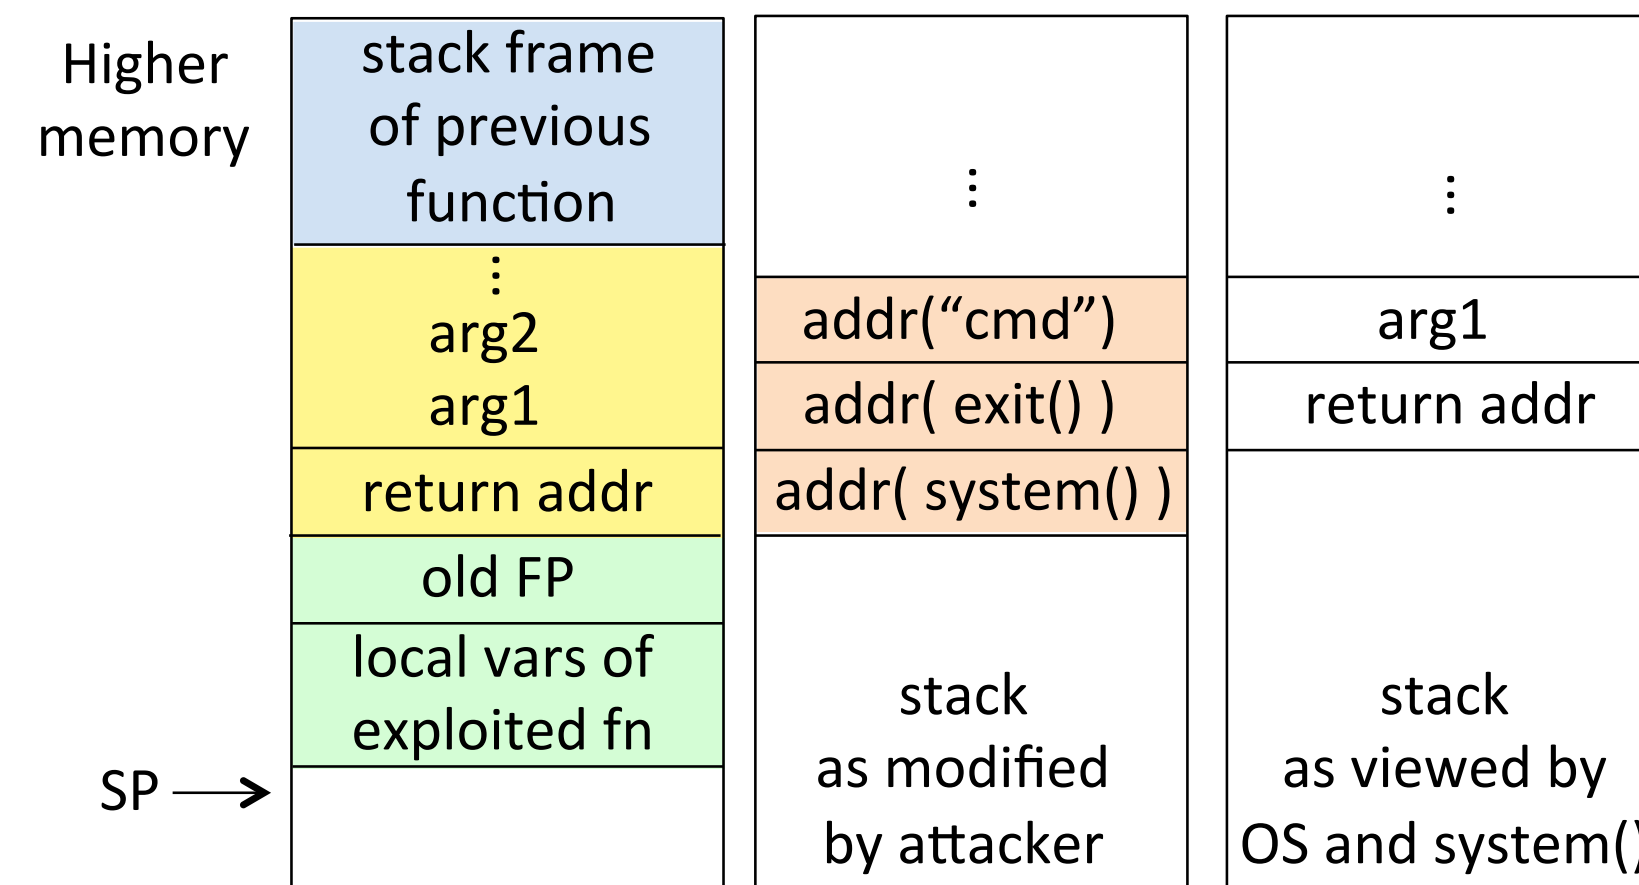 Higher
memory
SP
stack frame
of previous
function
⋮
arg2
arg1
return addr
old FP
local vars of
exploited fn
⋮
addr(“cmd”)
addr( exit() )
addr( system() )
stack
as modified
by attacker
⋮
arg1
return addr
stack
as viewed by
OS and system()